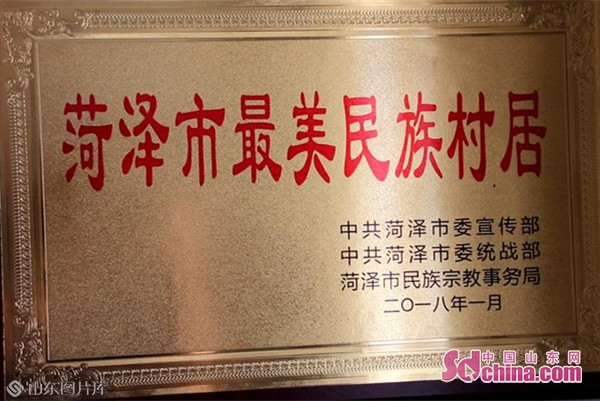 菏泽市最美民族村居
中共菏泽市委宣传部
中共菏泽市委统战部
菏泽市民族宗教事务局
二〇一八年一月
山东图片库
中国山东网
Sdchina.com